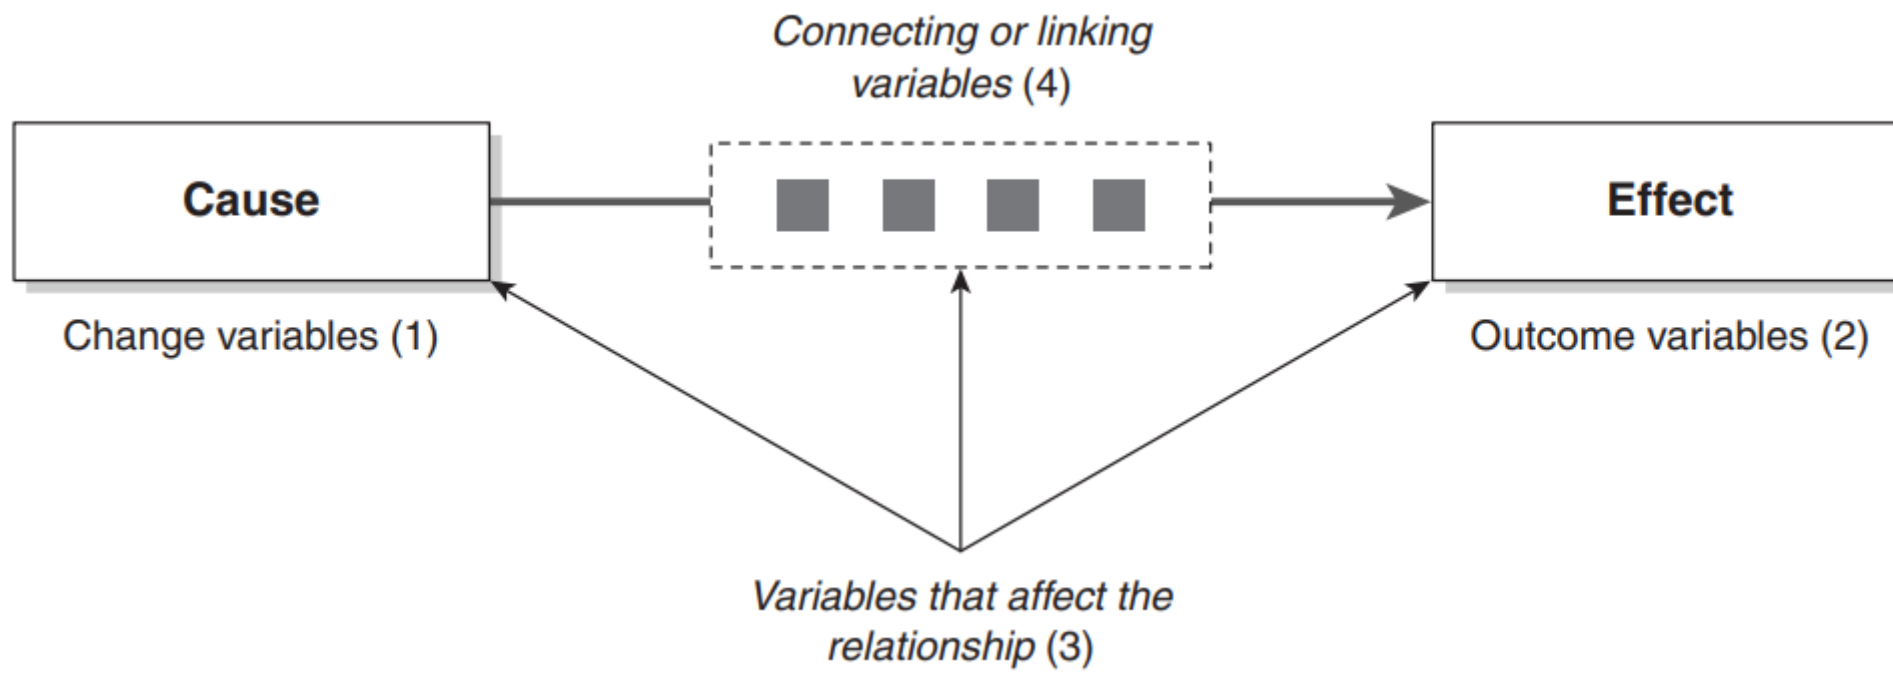 Connecting or linking
variables (4)
Cause
Effect
Change variables (1)
Outcome variables (2)
Variables that affect the
relationship (3)